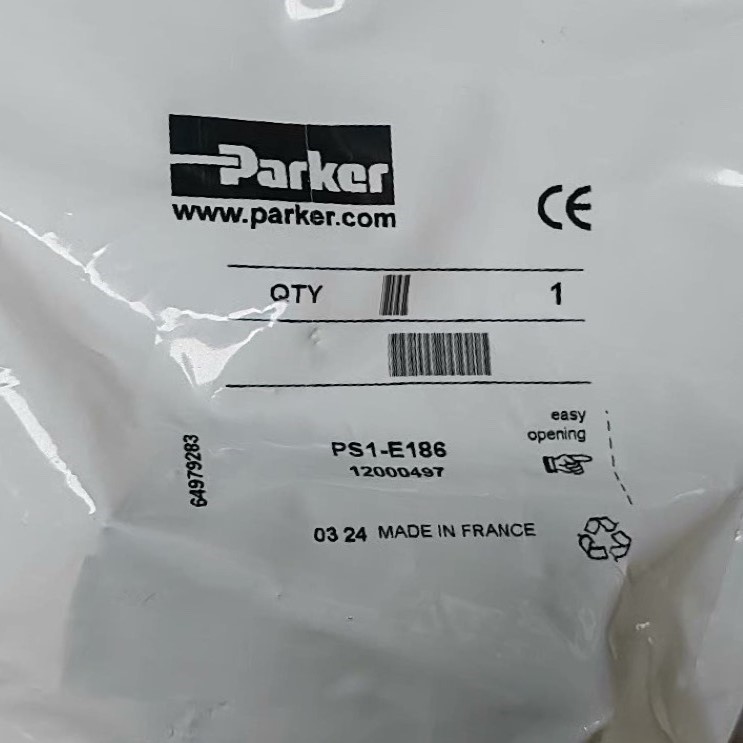 Parker
www.parker.com
CE
QTY 1
easy
opening
PS1-E186
12000497
64979283
03 24 MADE IN FRANCE